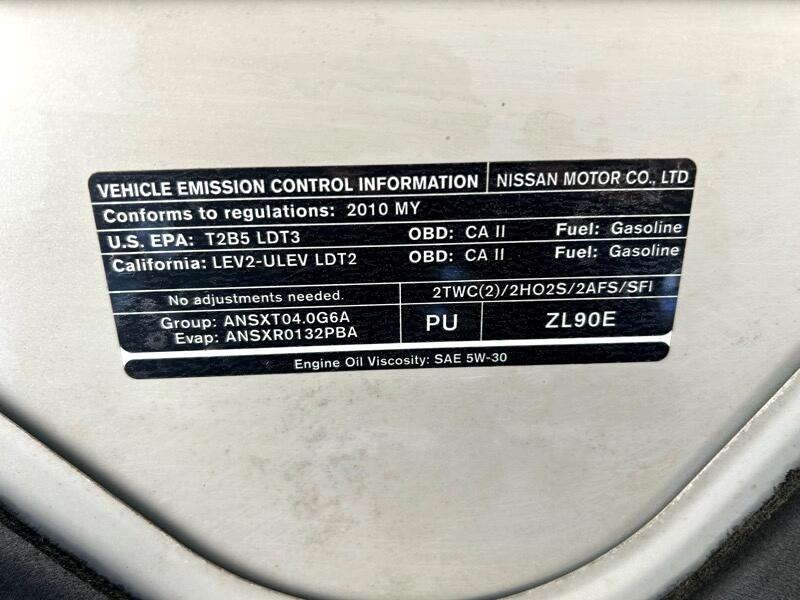 VEHICLE EMISSION CONTROL INFORMATION NISSAN MOTOR CO., LTD
Conforms to regulations: 2010 MY
U.S. EPA: T2B5 LDT3 OBD: CA II Fuel: Gasoline
California: LEV2-ULEV LDT2 OBD: CA II Fuel: Gasoline
No adjustments needed. 2TWC(2)/2HO2S/2AFS/SFI
Group: ANSXT04.0G6A PU ZL90E
Evap: ANSXR0132PBA
Engine Oil Viscosity: SAE 5W-30